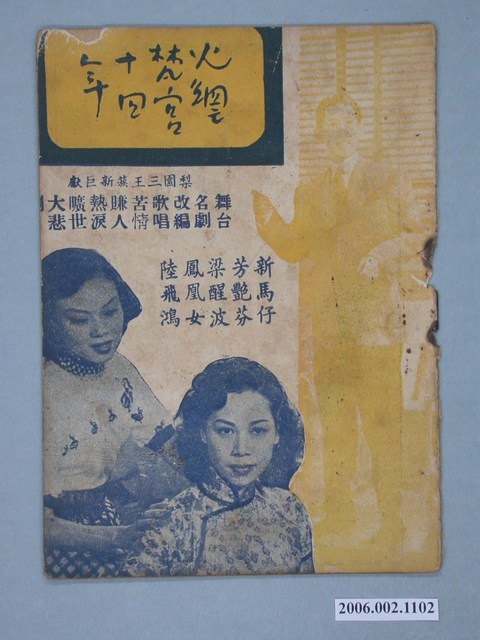 火網
梵宮
十四
年
梨園三王新巨獻
舞台
名劇
改編
歌唱
苦情
賺人
熱淚
曠世
大悲
新馬仔
芳艷芬
梁醒波
鳳凰女
陸飛鴻
2006.002.1102